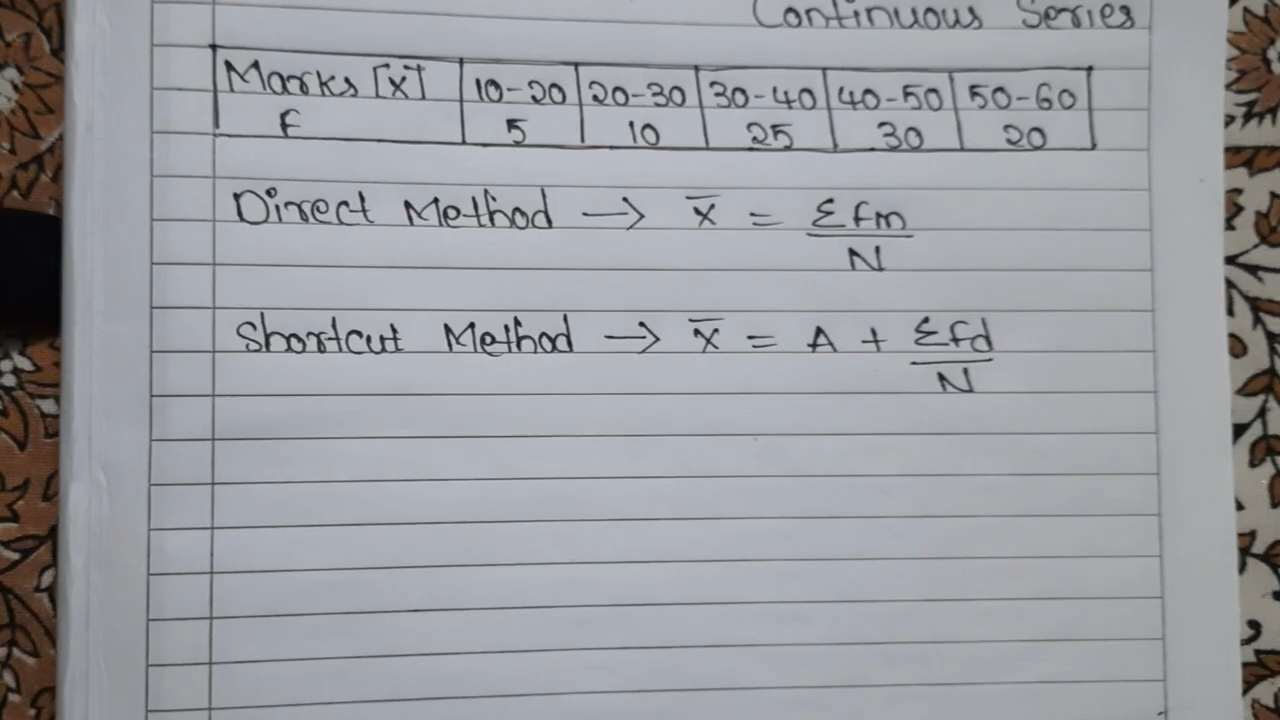 Continuous Series
Marks [X] 10-20 20-30 30-40 40-50 50-60
f 5 10 25 30 20
Direct Method → x̅ = Σfm / N
Shortcut Method → x̅ = A + Σfd / N